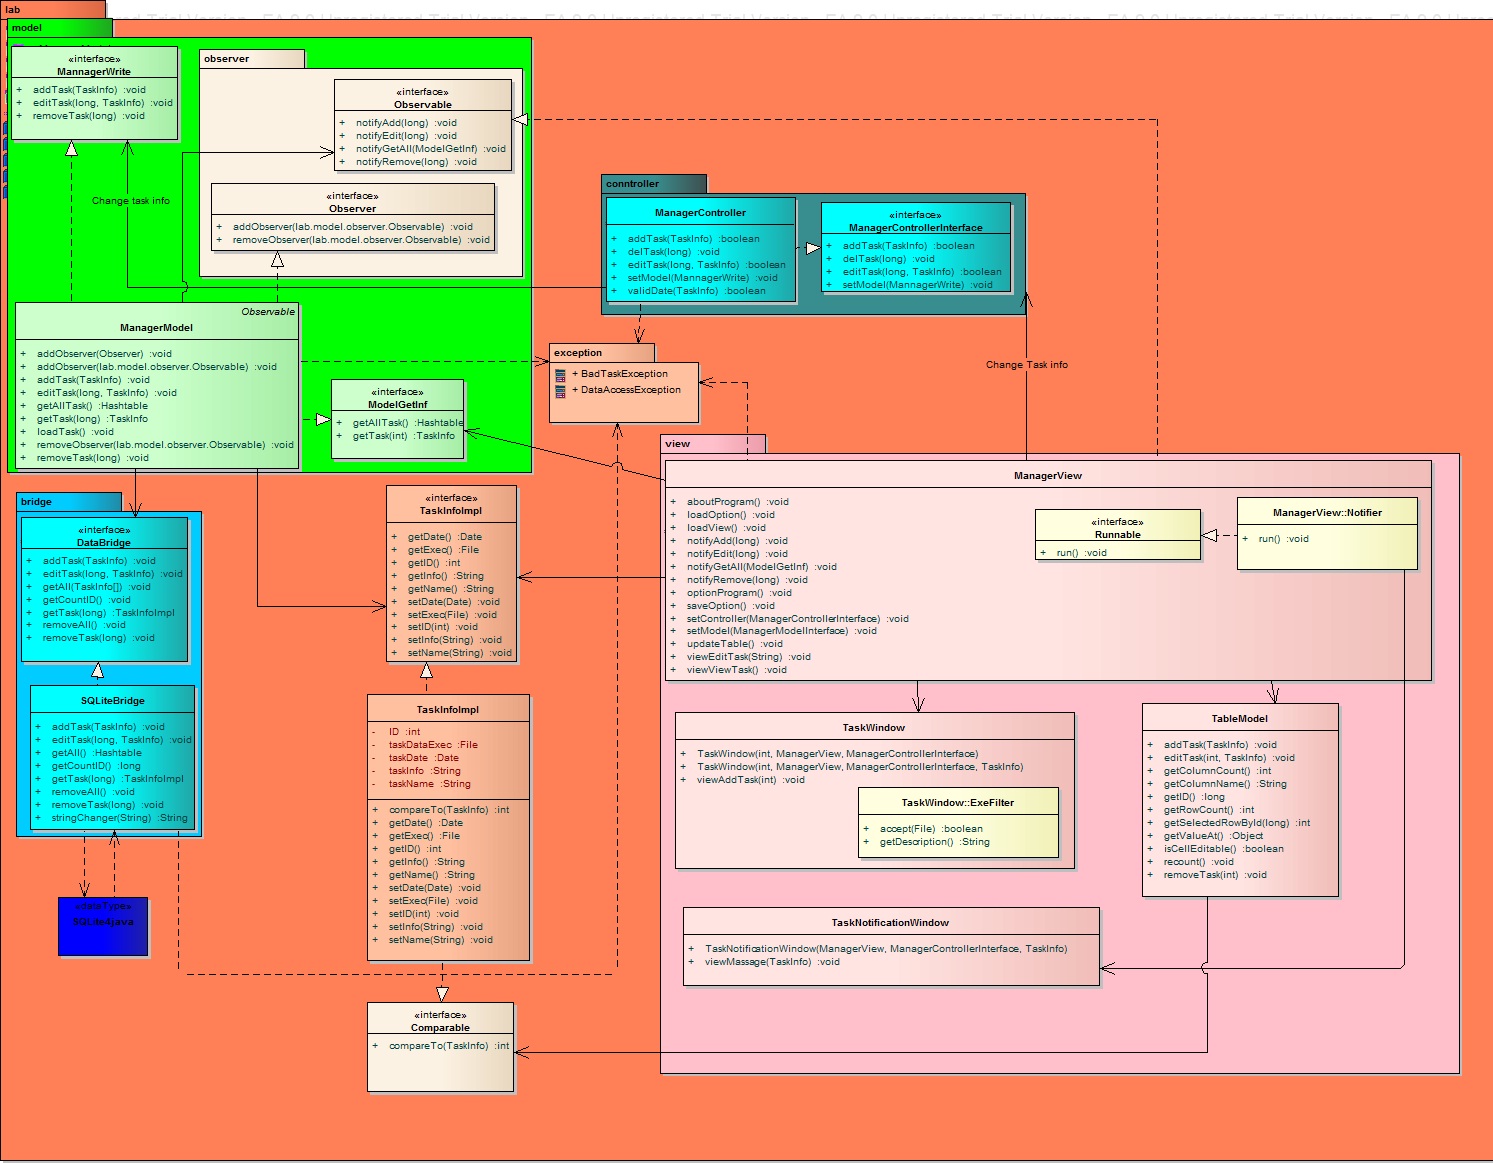 lab
model
«interface»
MannagerWrite
+ addTask(TaskInfo) :void
+ editTask(long, TaskInfo) :void
+ removeTask(long) :void
observer
«interface»
Observable
+ notifyAdd(long) :void
+ notifyEdit(long) :void
+ notifyGetAll(ModelGetInf) :void
+ notifyRemove(long) :void
«interface»
Observer
+ addObserver(lab.model.observer.Observable) :void
+ removeObserver(lab.model.observer.Observable) :void
Change task info
Observable
ManagerModel
+ addObserver(Observer) :void
+ addObserver(lab.model.observer.Observable) :void
+ addTask(TaskInfo) :void
+ editTask(long, TaskInfo) :void
+ getAllTask() :Hashtable
+ getTask(long) :TaskInfo
+ loadTask() :void
+ removeObserver(lab.model.observer.Observable) :void
+ removeTask(long) :void
«interface»
ModelGetInf
+ getAllTask() :Hashtable
+ getTask(int) :TaskInfo
conntroller
ManagerController
+ addTask(TaskInfo) :boolean
+ delTask(long) :void
+ editTask(long, TaskInfo) :boolean
+ setModel(MannagerWrite) :void
+ validDate(TaskInfo) :boolean
«interface»
ManagerControllerInterface
+ addTask(TaskInfo) :boolean
+ delTask(long) :void
+ editTask(long, TaskInfo) :boolean
+ setModel(MannagerWrite) :void
exception
+ BadTaskException
+ DataAccessException
Change Task info
bridge
«interface»
DataBridge
+ addTask(TaskInfo) :void
+ editTask(long, TaskInfo) :void
+ getAll(TaskInfo[]) :void
+ getCountID() :void
+ getTask(long) :TaskInfoImpl
+ removeAll() :void
+ removeTask(long) :void
SQLiteBridge
+ addTask(TaskInfo) :void
+ editTask(long, TaskInfo) :void
+ getAll() :Hashtable
+ getCountID() :long
+ getTask(long) :TaskInfoImpl
+ removeAll() :void
+ removeTask(long) :void
+ stringChanger(String) :String
«dataType»
SQLite4java
«interface»
TaskInfoImpl
+ getDate() :Date
+ getExec() :File
+ getID() :int
+ getInfo() :String
+ getName() :String
+ setDate(Date) :void
+ setExec(File) :void
+ setID(int) :void
+ setInfo(String) :void
+ setName(String) :void
TaskInfoImpl
- ID :int
- taskDataExec :File
- taskDate :Date
- taskInfo :String
- taskName :String
+ compareTo(TaskInfo) :int
+ getDate() :Date
+ getExec() :File
+ getID() :int
+ getInfo() :String
+ getName() :String
+ setDate(Date) :void
+ setExec(File) :void
+ setID(int) :void
+ setInfo(String) :void
+ setName(String) :void
«interface»
Comparable
+ compareTo(TaskInfo) :int
view
ManagerView
+ aboutProgram() :void
+ loadOption() :void
+ loadView() :void
+ notifyAdd(long) :void
+ notifyEdit(long) :void
+ notifyGetAll(ModelGetInf) :void
+ notifyRemove(long) :void
+ optionProgram() :void
+ saveOption() :void
+ setController(ManagerControllerInterface) :void
+ setModel(ManagerModelInterface) :void
+ updateTable() :void
+ viewEditTask(String) :void
+ viewViewTask() :void
«interface»
Runnable
+ run() :void
ManagerView::Notifier
+ run() :void
TaskWindow
+ TaskWindow(int, ManagerView, ManagerControllerInterface)
+ TaskWindow(int, ManagerView, ManagerControllerInterface, TaskInfo)
+ viewAddTask(int) :void
TaskWindow::ExeFilter
+ accept(File) :boolean
+ getDescription() :String
TableModel
+ addTask(TaskInfo) :void
+ editTask(int, TaskInfo) :void
+ getColumnCount() :int
+ getColumnName() :String
+ getID() :long
+ getRowCount() :int
+ getSelectedRowById(long) :int
+ getValueAt() :Object
+ isCellEditable() :boolean
+ recount() :void
+ removeTask(int) :void
TaskNotificationWindow
+ TaskNotificationWindow(ManagerView, ManagerControllerInterface, TaskInfo)
+ viewMassage(TaskInfo) :void